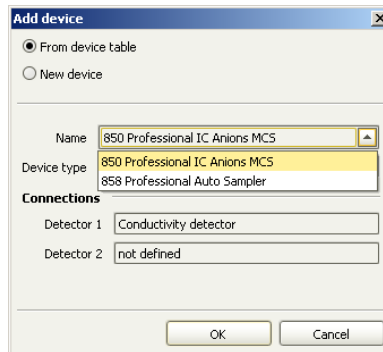 Add device
From device table
New device
Name 850 Professional IC Anions MCS
850 Professional IC Anions MCS
Device type
858 Professional Auto Sampler
Connections
Detector 1 Conductivity detector
Detector 2 not defined
OK Cancel